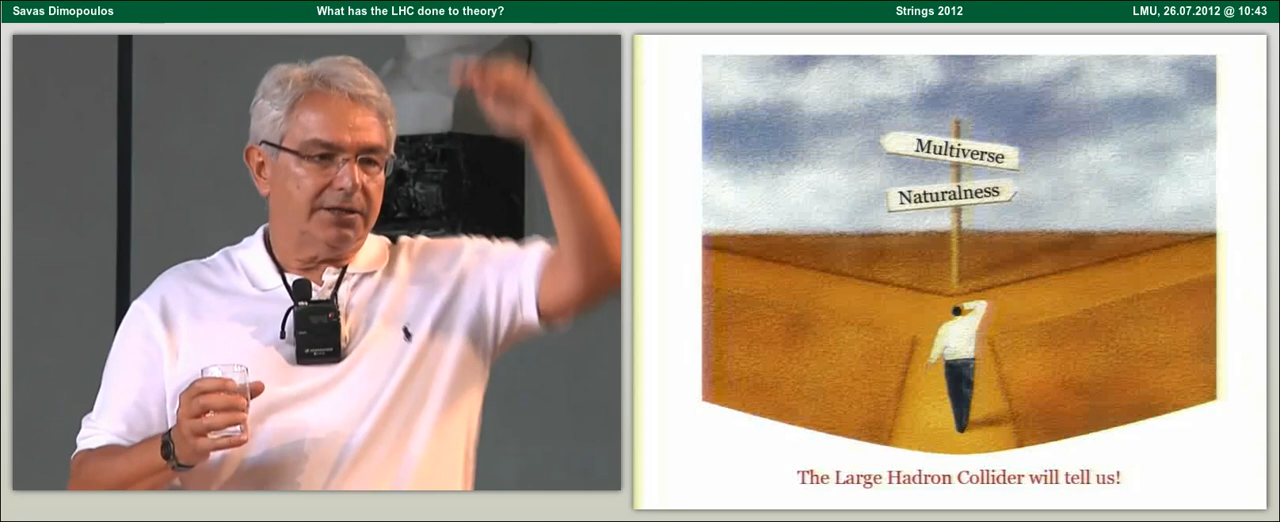 Savas Dimopoulos
What has the LHC done to theory?
Strings 2012
LMU, 26.07.2012 @ 10:43
Multiverse
Naturalness
The Large Hadron Collider will tell us!